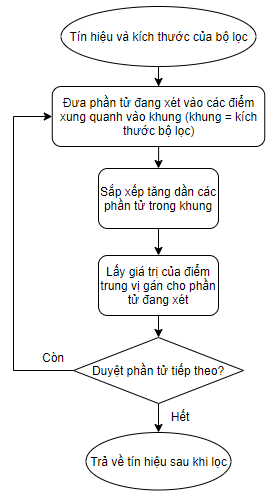 Tín hiệu và kích thước của bộ lọc
Đưa phần tử đang xét vào các điểm
xung quanh vào khung (khung = kích
thước bộ lọc)
Sắp xếp tăng dần các
phần tử trong khung
Lấy giá trị của điểm
trung vị gán cho phần
tử đang xét
Còn
Duyệt phần tử tiếp theo?
Hết
Trả về tín hiệu sau khi lọc